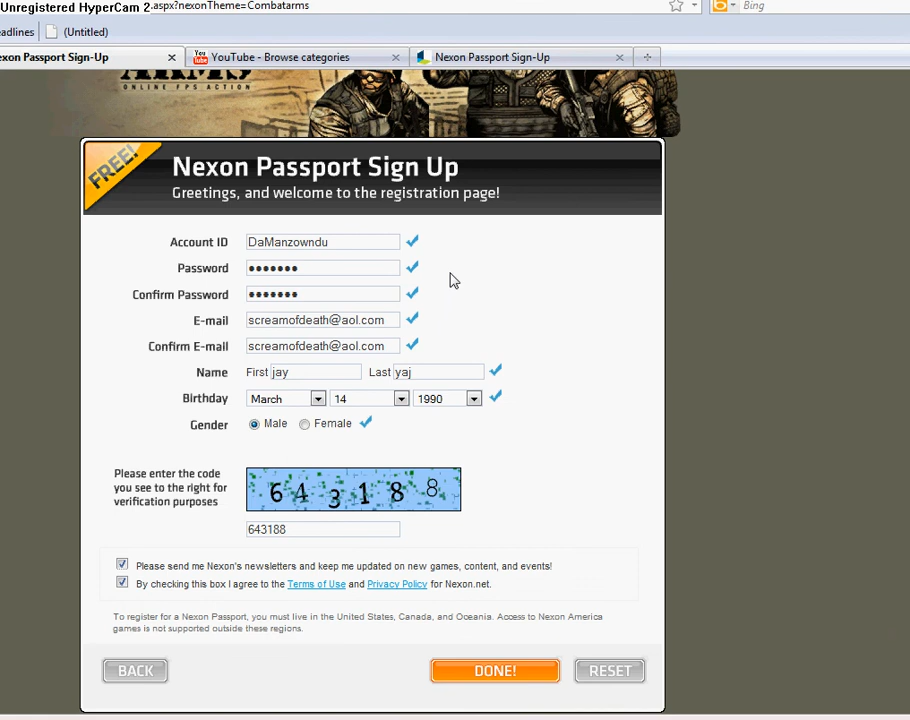 Unregistered HyperCam 2
.aspx?nexonTheme=Combatarms
Bing
eadlines (Untitled)
exon Passport Sign-Up
YouTube - Browse categories
Nexon Passport Sign-Up
ARMS
ONLINE FPS ACTION
FREE!
Nexon Passport Sign Up
Greetings, and welcome to the registration page!
Account ID DaManzowndu
Password •••••••
Confirm Password •••••••
E-mail screamofdeath@aol.com
Confirm E-mail screamofdeath@aol.com
Name First jay Last yaj
Birthday March 14 1990
Gender Male Female
Please enter the code
you see to the right for
verification purposes
643188
643188
Please send me Nexon's newsletters and keep me updated on new games, content, and events!
By checking this box I agree to the Terms of Use and Privacy Policy for Nexon.net.
To register for a Nexon Passport, you must live in the United States, Canada, and Oceania. Access to Nexon America
games is not supported outside these regions.
BACK DONE! RESET